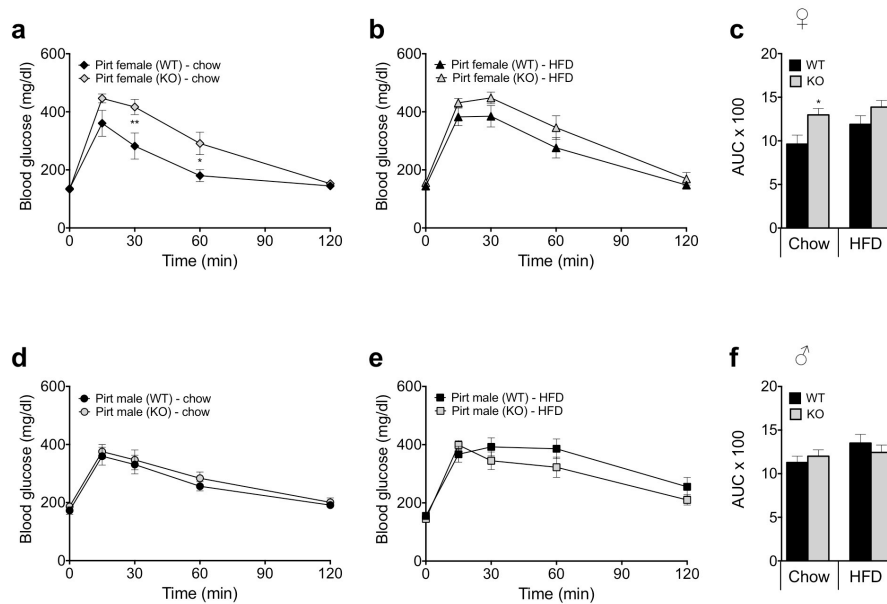 a
Blood glucose (mg/dl)
600
400
200
0
Pirt female (WT) - chow
Pirt female (KO) - chow
**
*
0 30 60 90 120
Time (min)
b
Blood glucose (mg/dl)
600
400
200
0
Pirt female (WT) - HFD
Pirt female (KO) - HFD
0 30 60 90 120
Time (min)
c
♀
AUC x 100
20
15
10
5
0
WT
KO
*
Chow HFD
d
Blood glucose (mg/dl)
600
400
200
0
Pirt male (WT) - chow
Pirt male (KO) - chow
0 30 60 90 120
Time (min)
e
Blood glucose (mg/dl)
600
400
200
0
Pirt male (WT) - HFD
Pirt male (KO) - HFD
0 30 60 90 120
Time (min)
f
♂
AUC x 100
20
15
10
5
0
WT
KO
Chow HFD